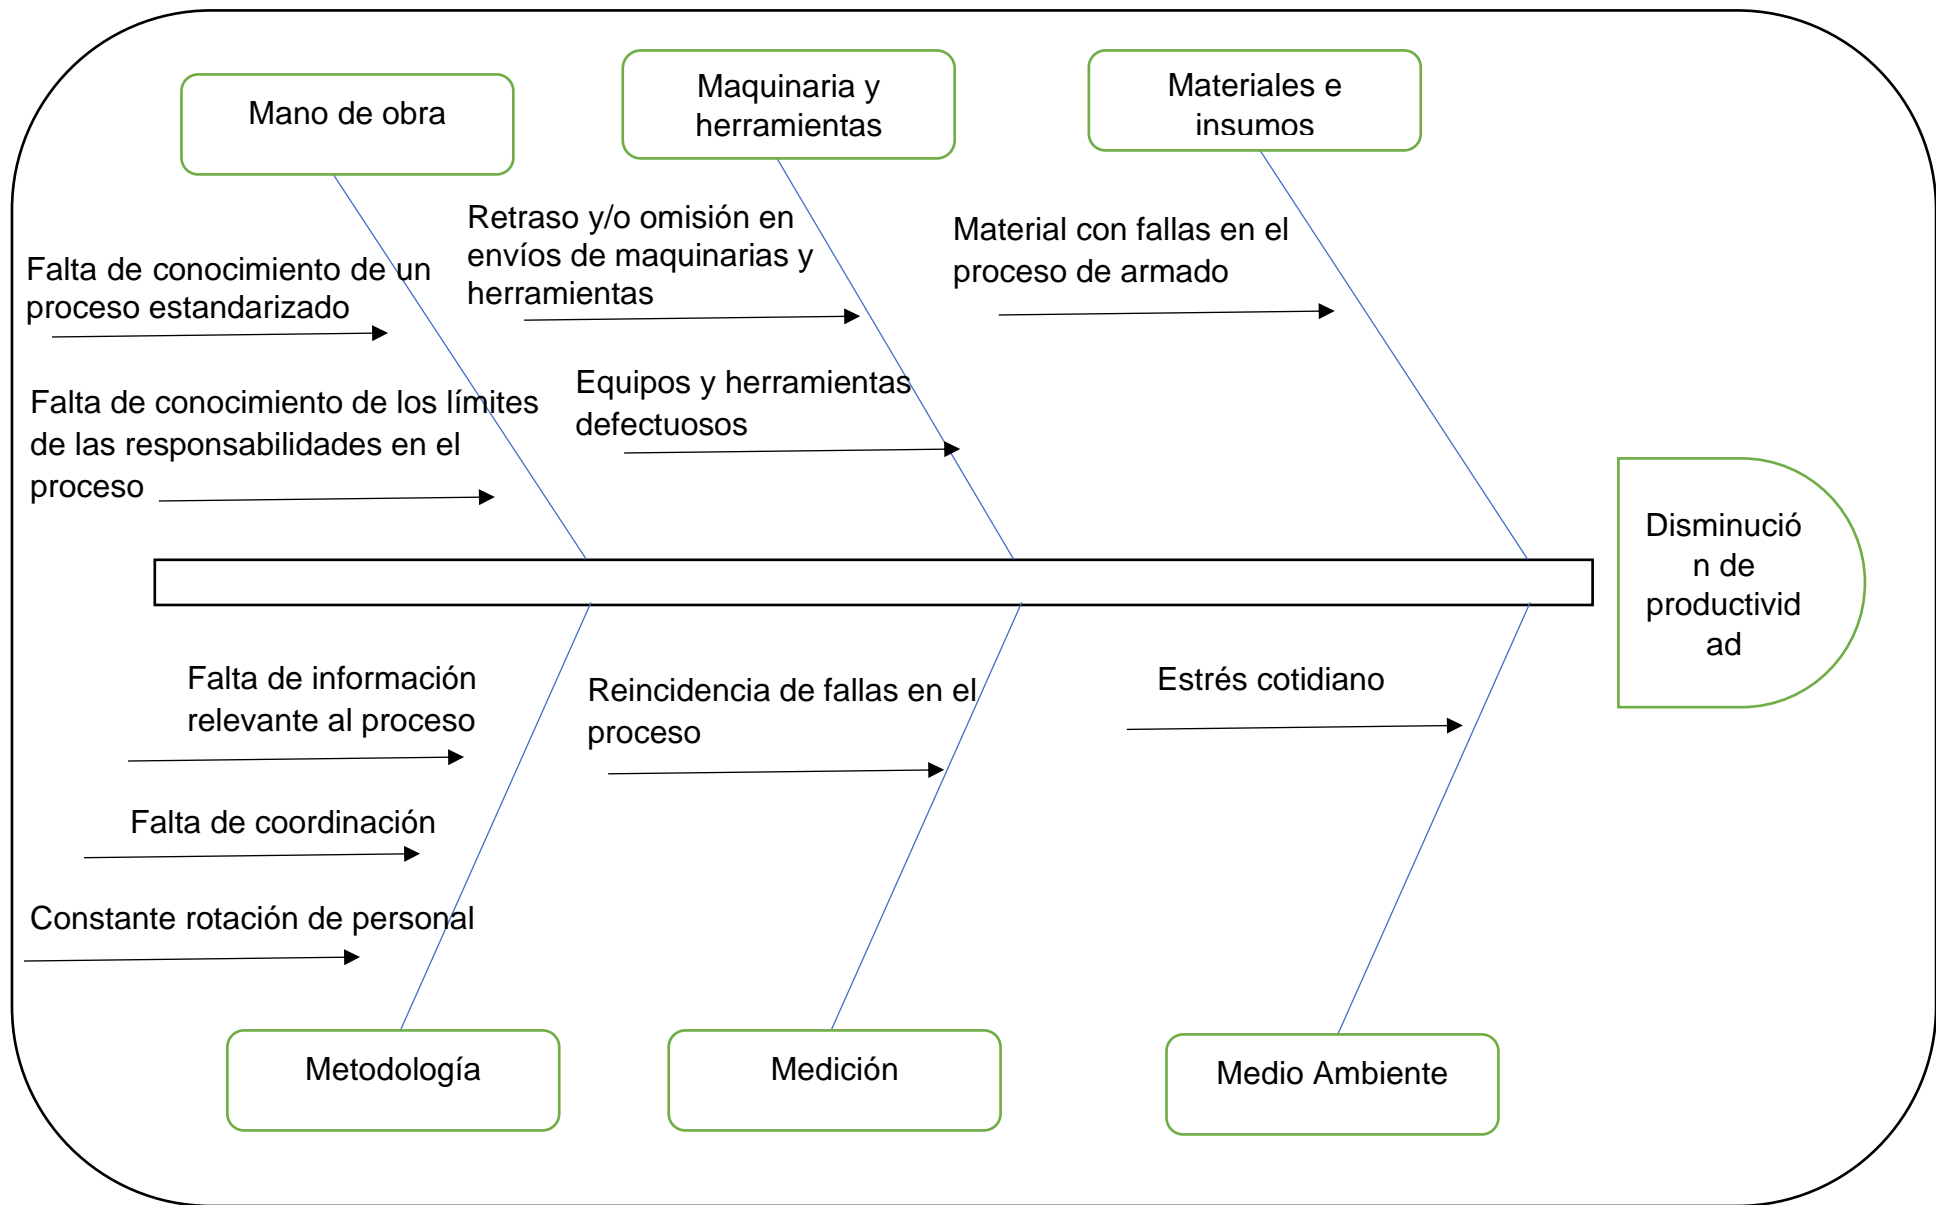 Mano de obra
Maquinaria y
herramientas
Materiales e
insumos
Falta de conocimiento de un
proceso estandarizado
Retraso y/o omisión en
envíos de maquinarias y
herramientas
Material con fallas en el
proceso de armado
Falta de conocimiento de los límites
de las responsabilidades en el
proceso
Equipos y herramientas
defectuosos
Disminució
n de
productivid
ad
Falta de información
relevante al proceso
Reincidencia de fallas en el
proceso
Estrés cotidiano
Falta de coordinación
Constante rotación de personal
Metodología
Medición
Medio Ambiente